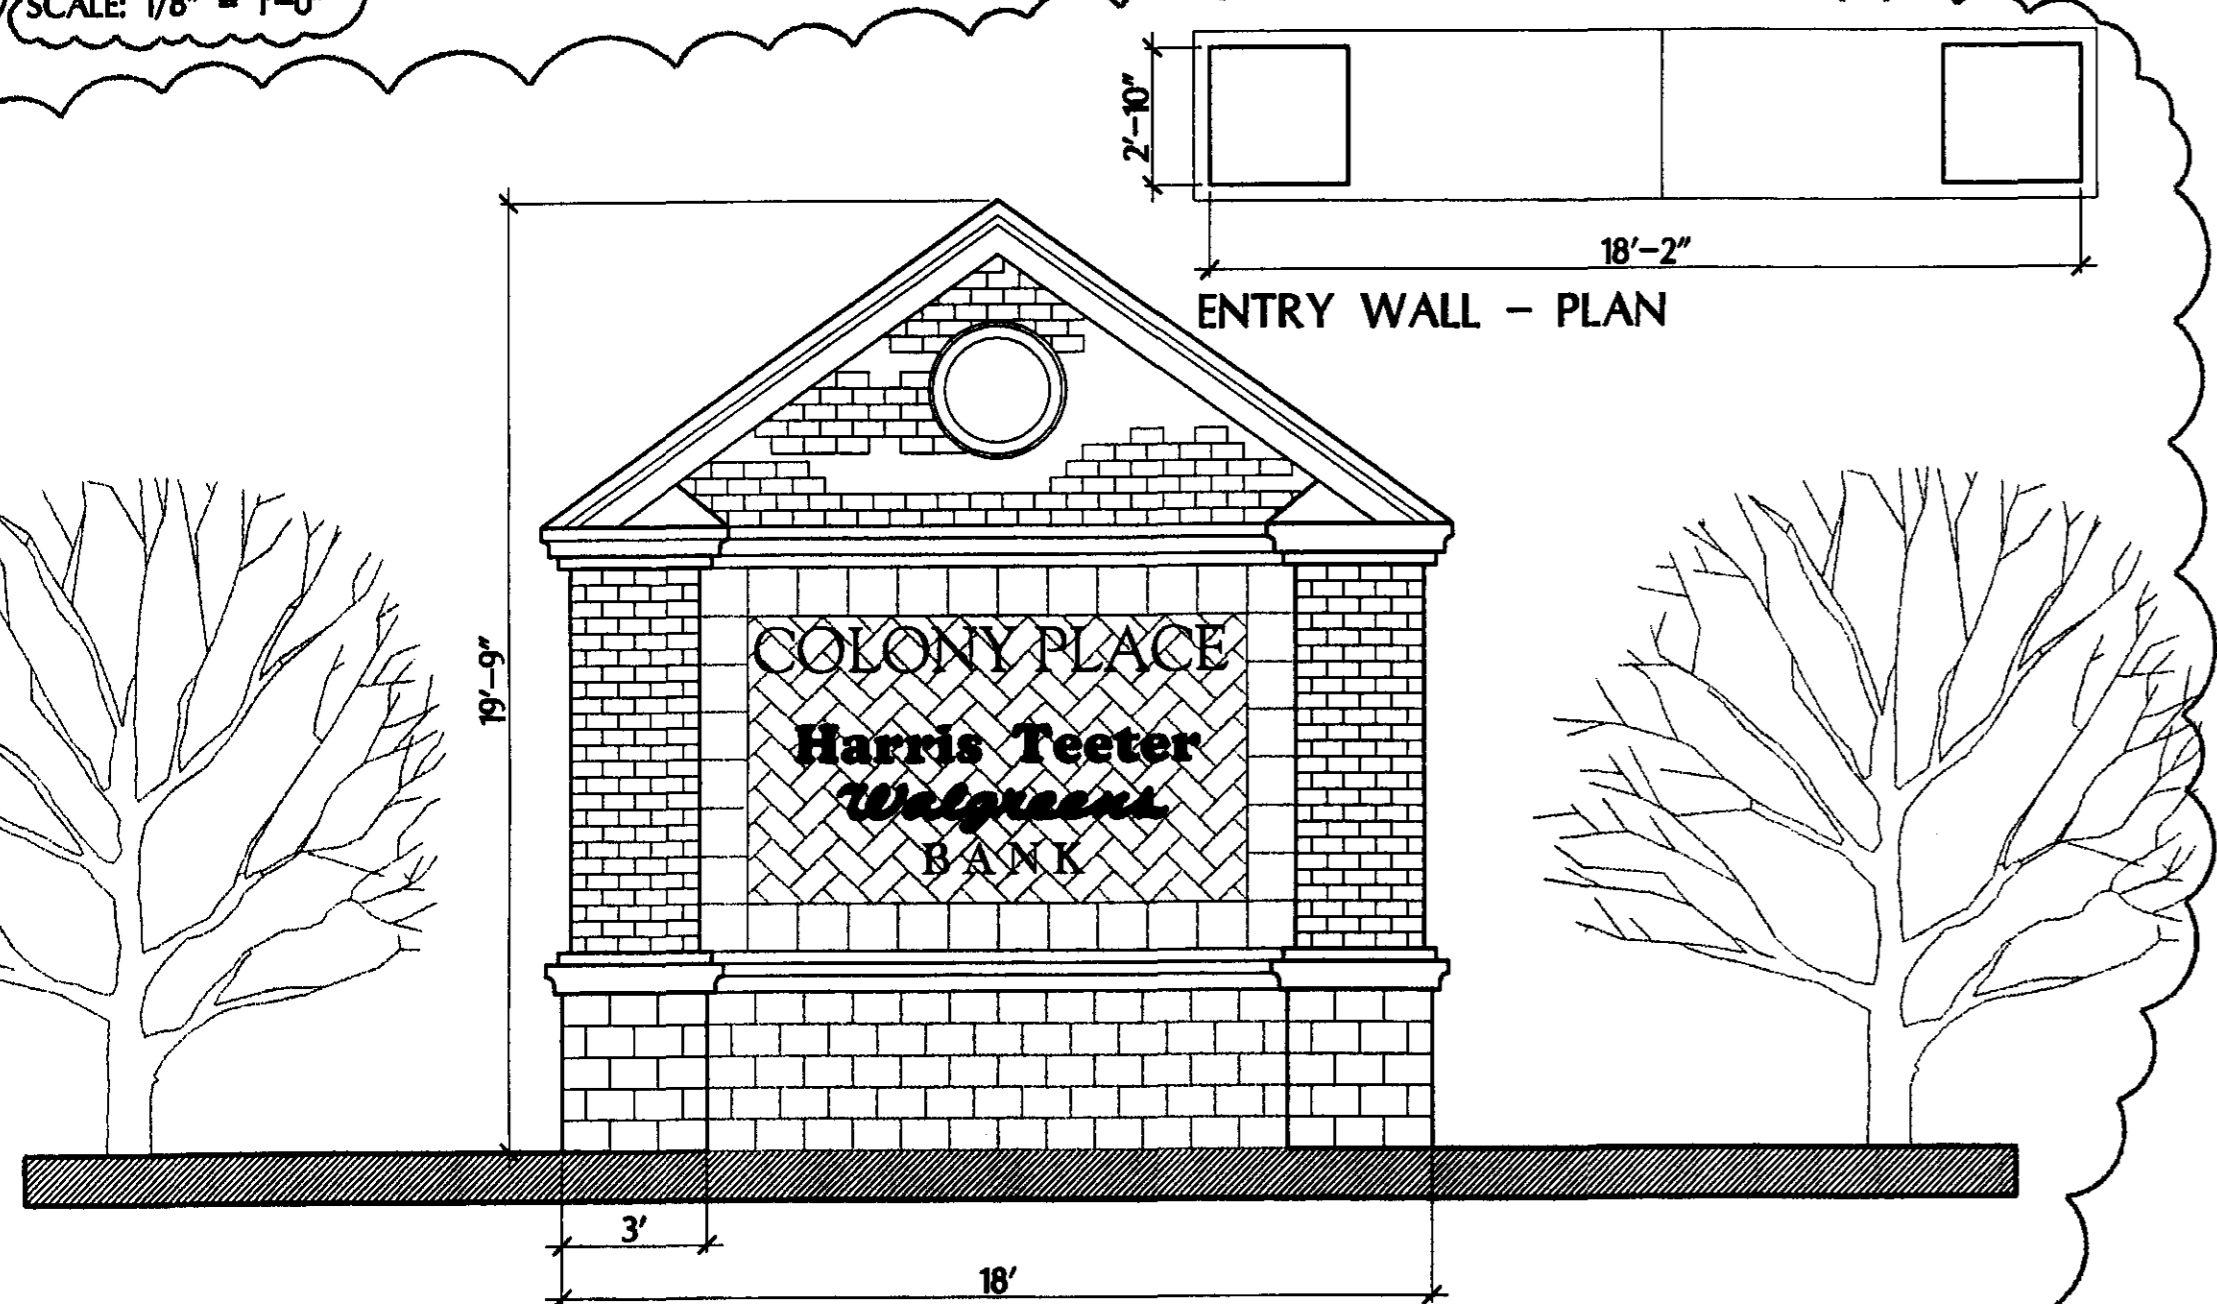 SCALE: 1/8" = 1'-0"
2'-10"
18'-2"
ENTRY WALL - PLAN
19'-9"
COLONY PLACE
Harris Teeter
Walgreens
BANK
3'
18'